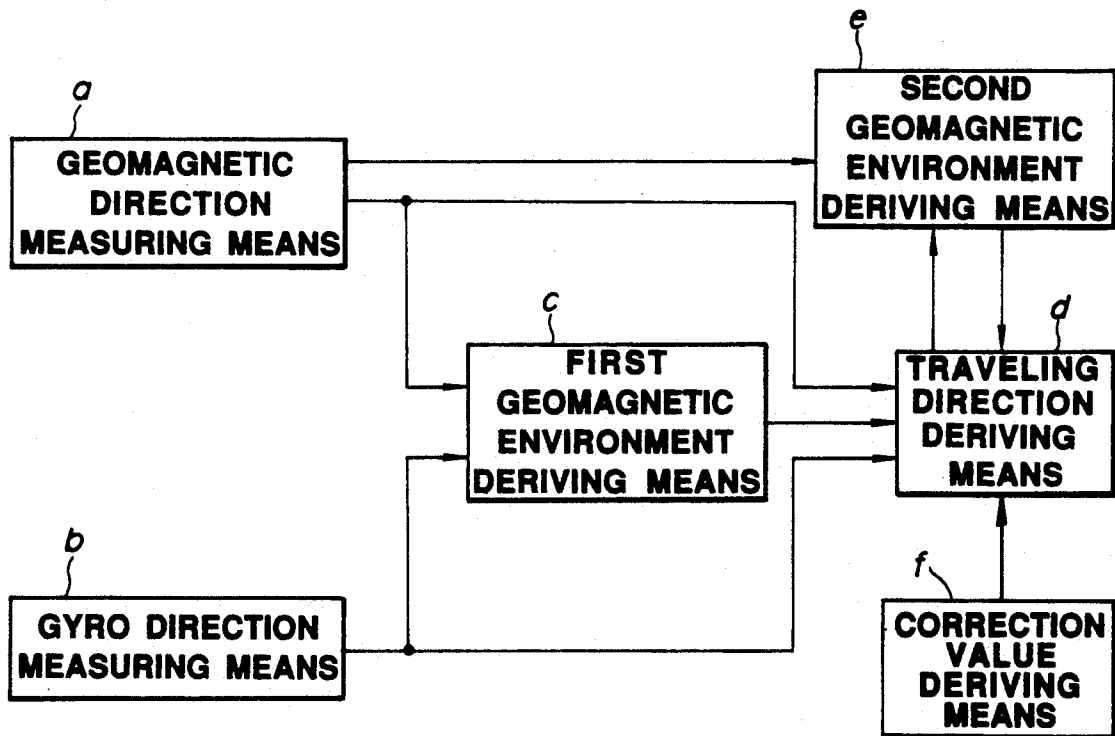 a
GEOMAGNETIC
DIRECTION
MEASURING MEANS
e
SECOND
GEOMAGNETIC
ENVIRONMENT
DERIVING MEANS
c
FIRST
GEOMAGNETIC
ENVIRONMENT
DERIVING MEANS
d
TRAVELING
DIRECTION
DERIVING
MEANS
b
GYRO DIRECTION
MEASURING MEANS
f
CORRECTION
VALUE
DERIVING
MEANS